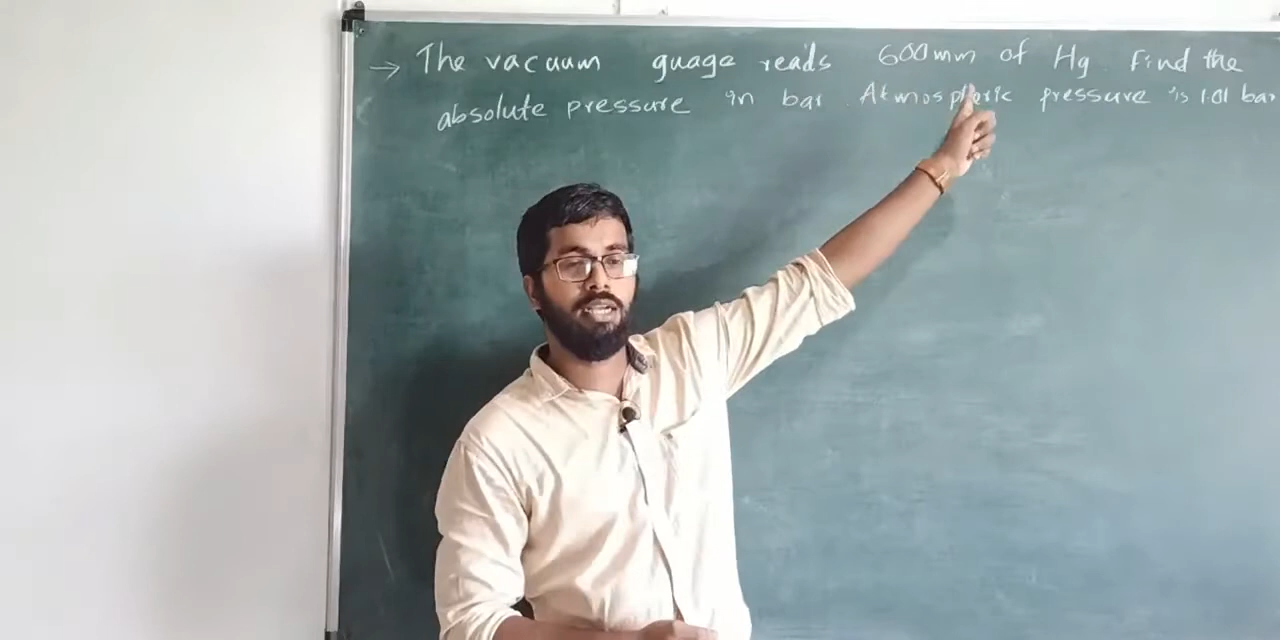 → The vacuum guage reads 600mm of Hg. Find the
absolute pressure in bar. Atmospheric pressure is 1.01 bar